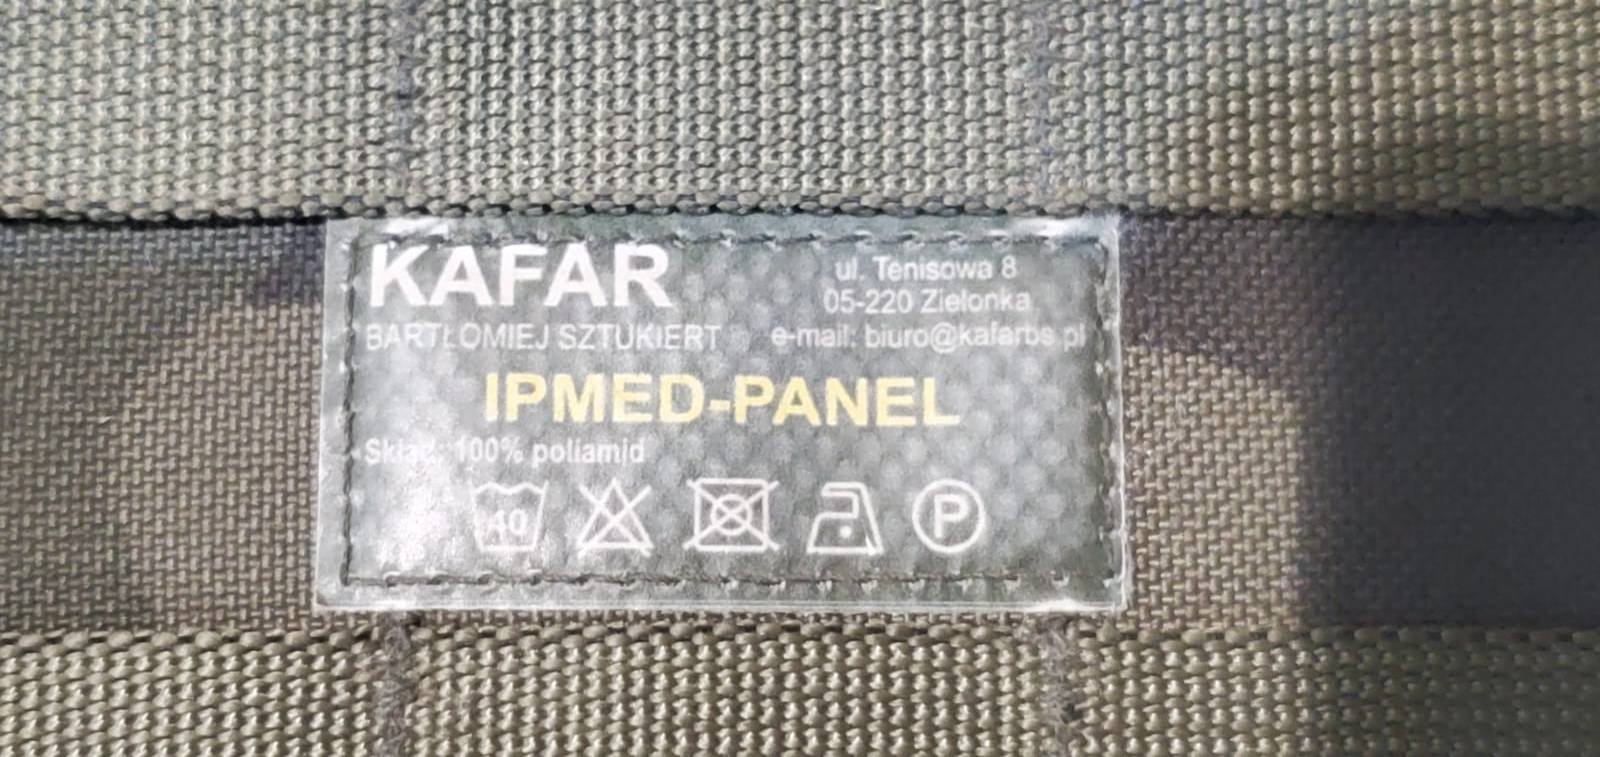 KAFAR
BARTŁOMIEJ SZTUKIERT
ul. Tenisowa 8
05-220 Zielonka
e-mail: biuro@kafarbs.pl
IPMED-PANEL
Skład: 100% poliamid
40
P